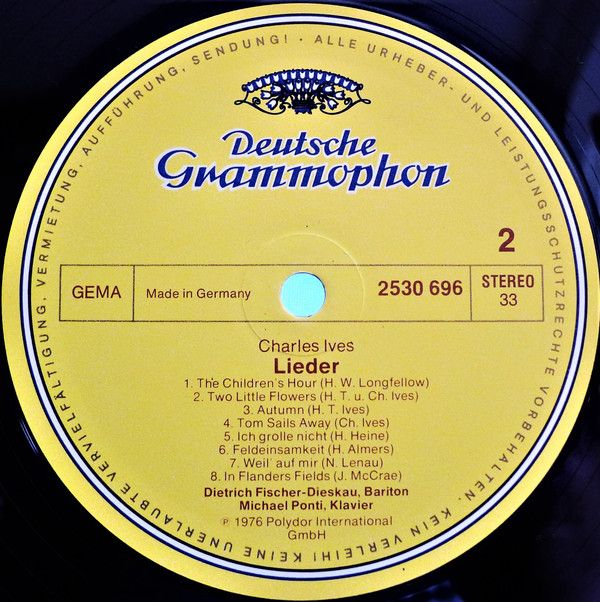 Deutsche
Grammophon
2
GEMA
Made in Germany
2530 696
STEREO
33
Charles Ives
Lieder
1. The Children's Hour (H. W. Longfellow)
2. Two Little Flowers (H. T. u. Ch. Ives)
3. Autumn (H. T. Ives)
4. Tom Sails Away (Ch. Ives)
5. Ich grolle nicht (H. Heine)
6. Feldeinsamkeit (H. Almers)
7. Weil' auf mir (N. Lenau)
8. In Flanders Fields (J. McCrae)
Dietrich Fischer-Dieskau, Bariton
Michael Ponti, Klavier
℗ 1976 Polydor International
GmbH
ALLE URHEBER- UND LEISTUNGSSCHUTZRECHTE VORBEHALTEN. KEIN VERLEIH! KEINE UNERLAUBTE VERVIELFÄLTIGUNG, VERMIETUNG, AUFFÜHRUNG, SENDUNG! ·